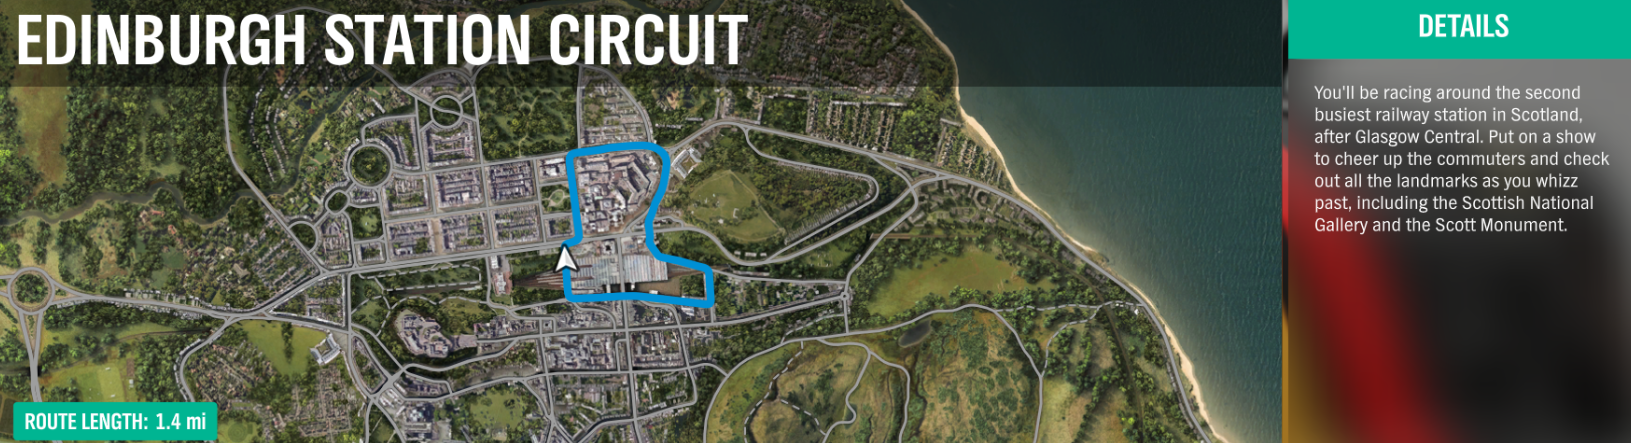 EDINBURGH STATION CIRCUIT
DETAILS
You'll be racing around the second
busiest railway station in Scotland,
after Glasgow Central. Put on a show
to cheer up the commuters and check
out all the landmarks as you whizz
past, including the Scottish National
Gallery and the Scott Monument.
ROUTE LENGTH: 1.4 mi